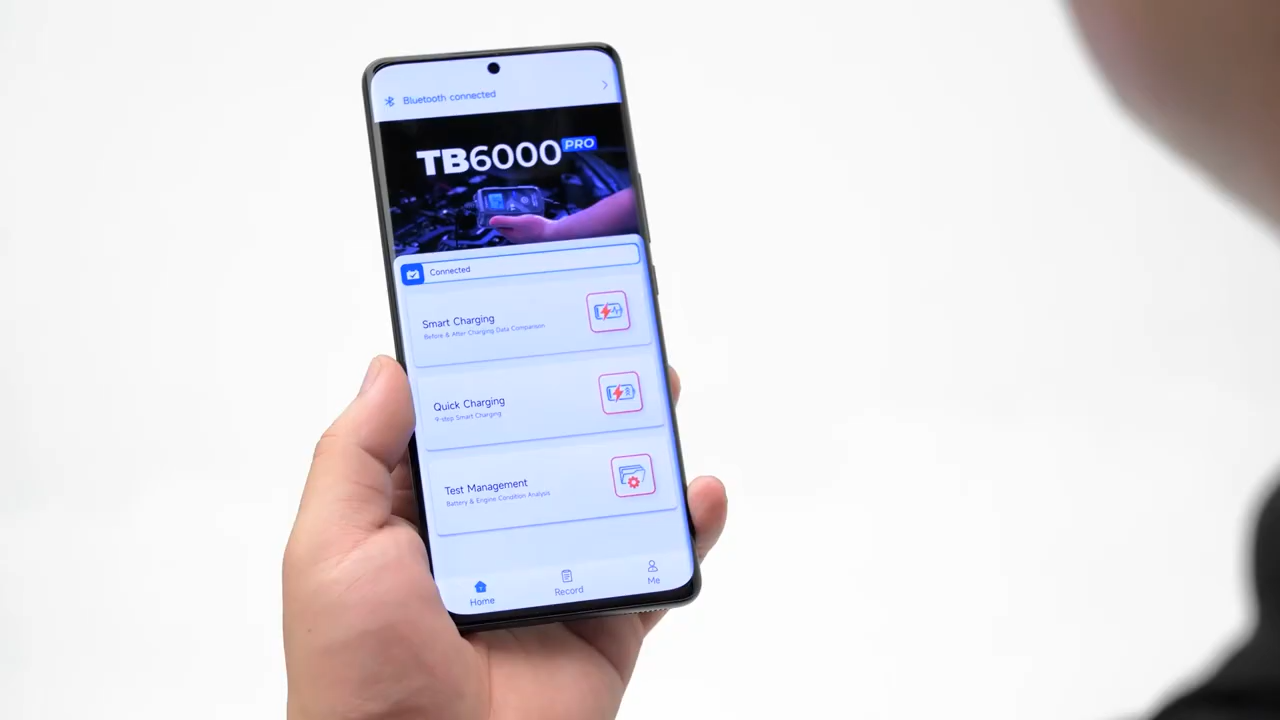 Bluetooth connected
TB6000 PRO
Connected
Smart Charging
Before & After Charging Data Comparison
Quick Charging
9-step Smart Charging
Test Management
Battery & Engine Condition Analysis
Home
Record
Me